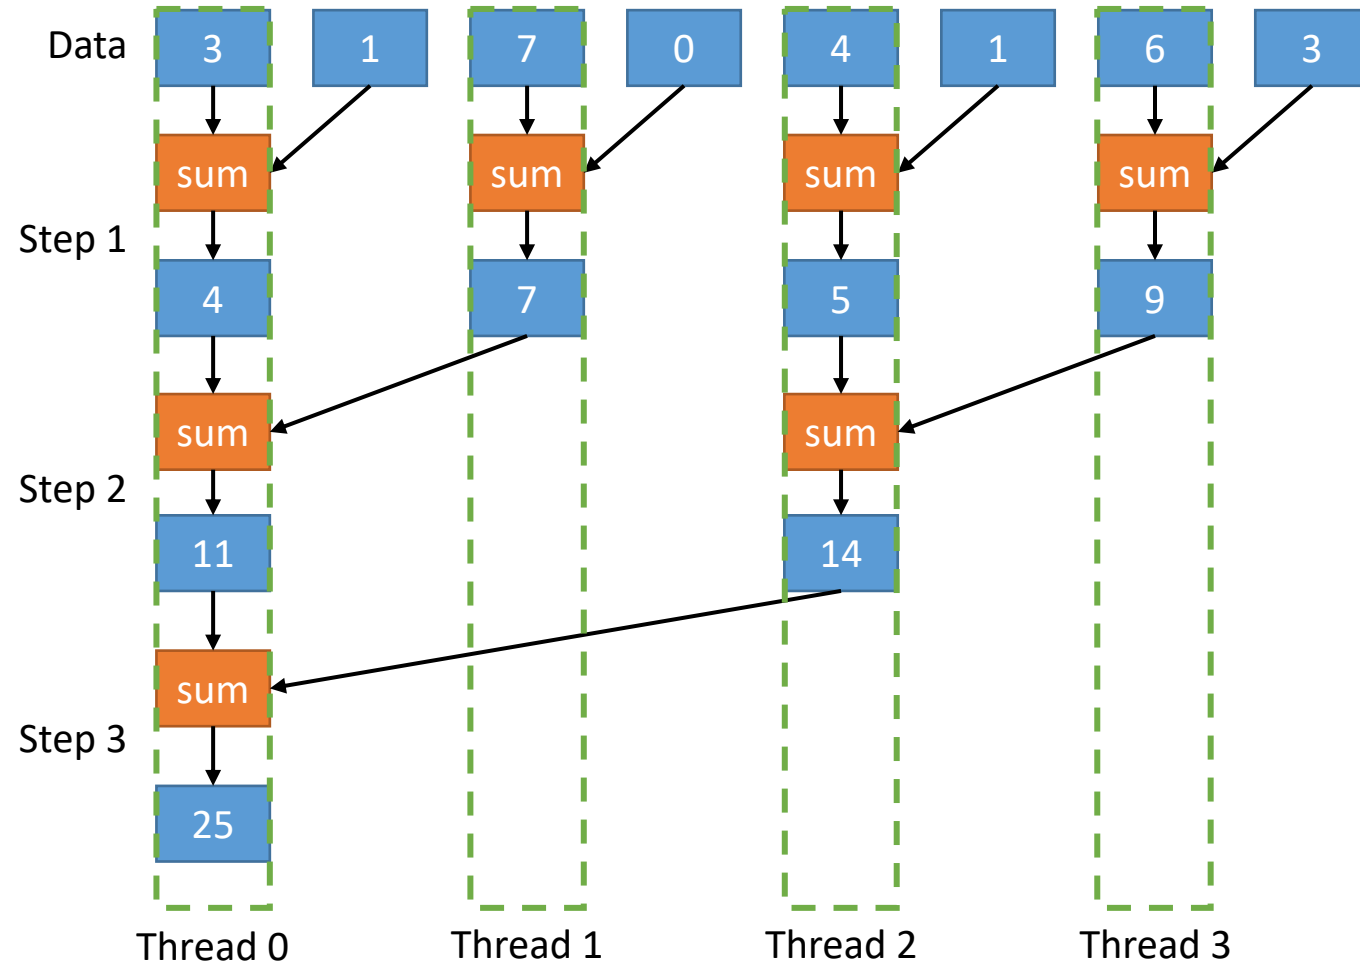 Data 3 1 7 0 4 1 6 3
sum sum sum sum
Step 1
4 7 5 9
sum sum
Step 2
11 14
sum
Step 3
25
Thread 0 Thread 1 Thread 2 Thread 3